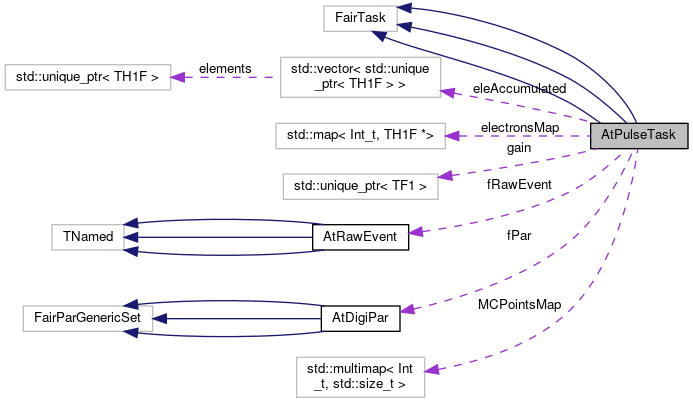 FairTask
std::unique_ptr< TH1F >
elements
std::vector< std::unique
_ptr< TH1F > >
eleAccumulated
std::map< Int_t, TH1F *>
electronsMap
AtPulseTask
gain
std::unique_ptr< TF1 >
fRawEvent
TNamed
AtRawEvent
fPar
FairParGenericSet
AtDigiPar
MCPointsMap
std::multimap< Int
_t, std::size_t >